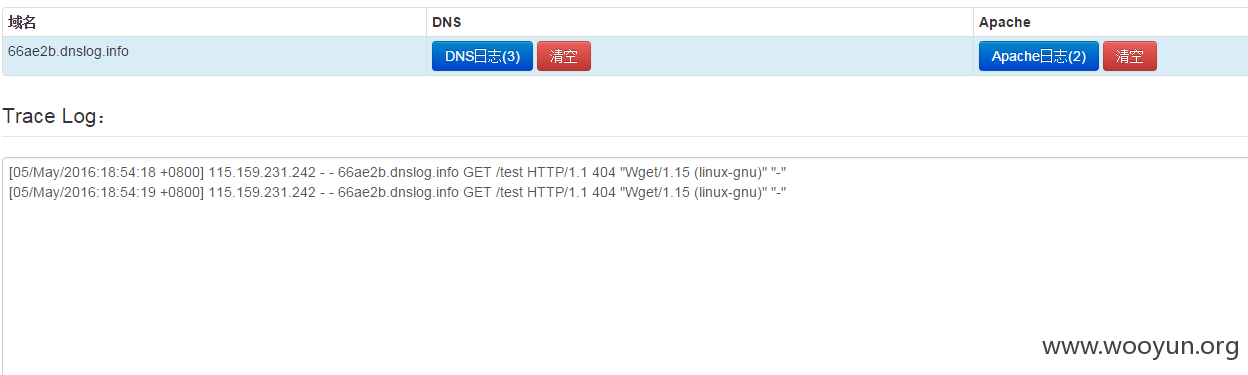 域名 DNS Apache
66ae2b.dnslog.info DNS日志(3) 清空 Apache日志(2) 清空
Trace Log：
[05/May/2016:18:54:18 +0800] 115.159.231.242 - - 66ae2b.dnslog.info GET /test HTTP/1.1 404 "Wget/1.15 (linux-gnu)" "-"
[05/May/2016:18:54:19 +0800] 115.159.231.242 - - 66ae2b.dnslog.info GET /test HTTP/1.1 404 "Wget/1.15 (linux-gnu)" "-"
www.wooyun.org